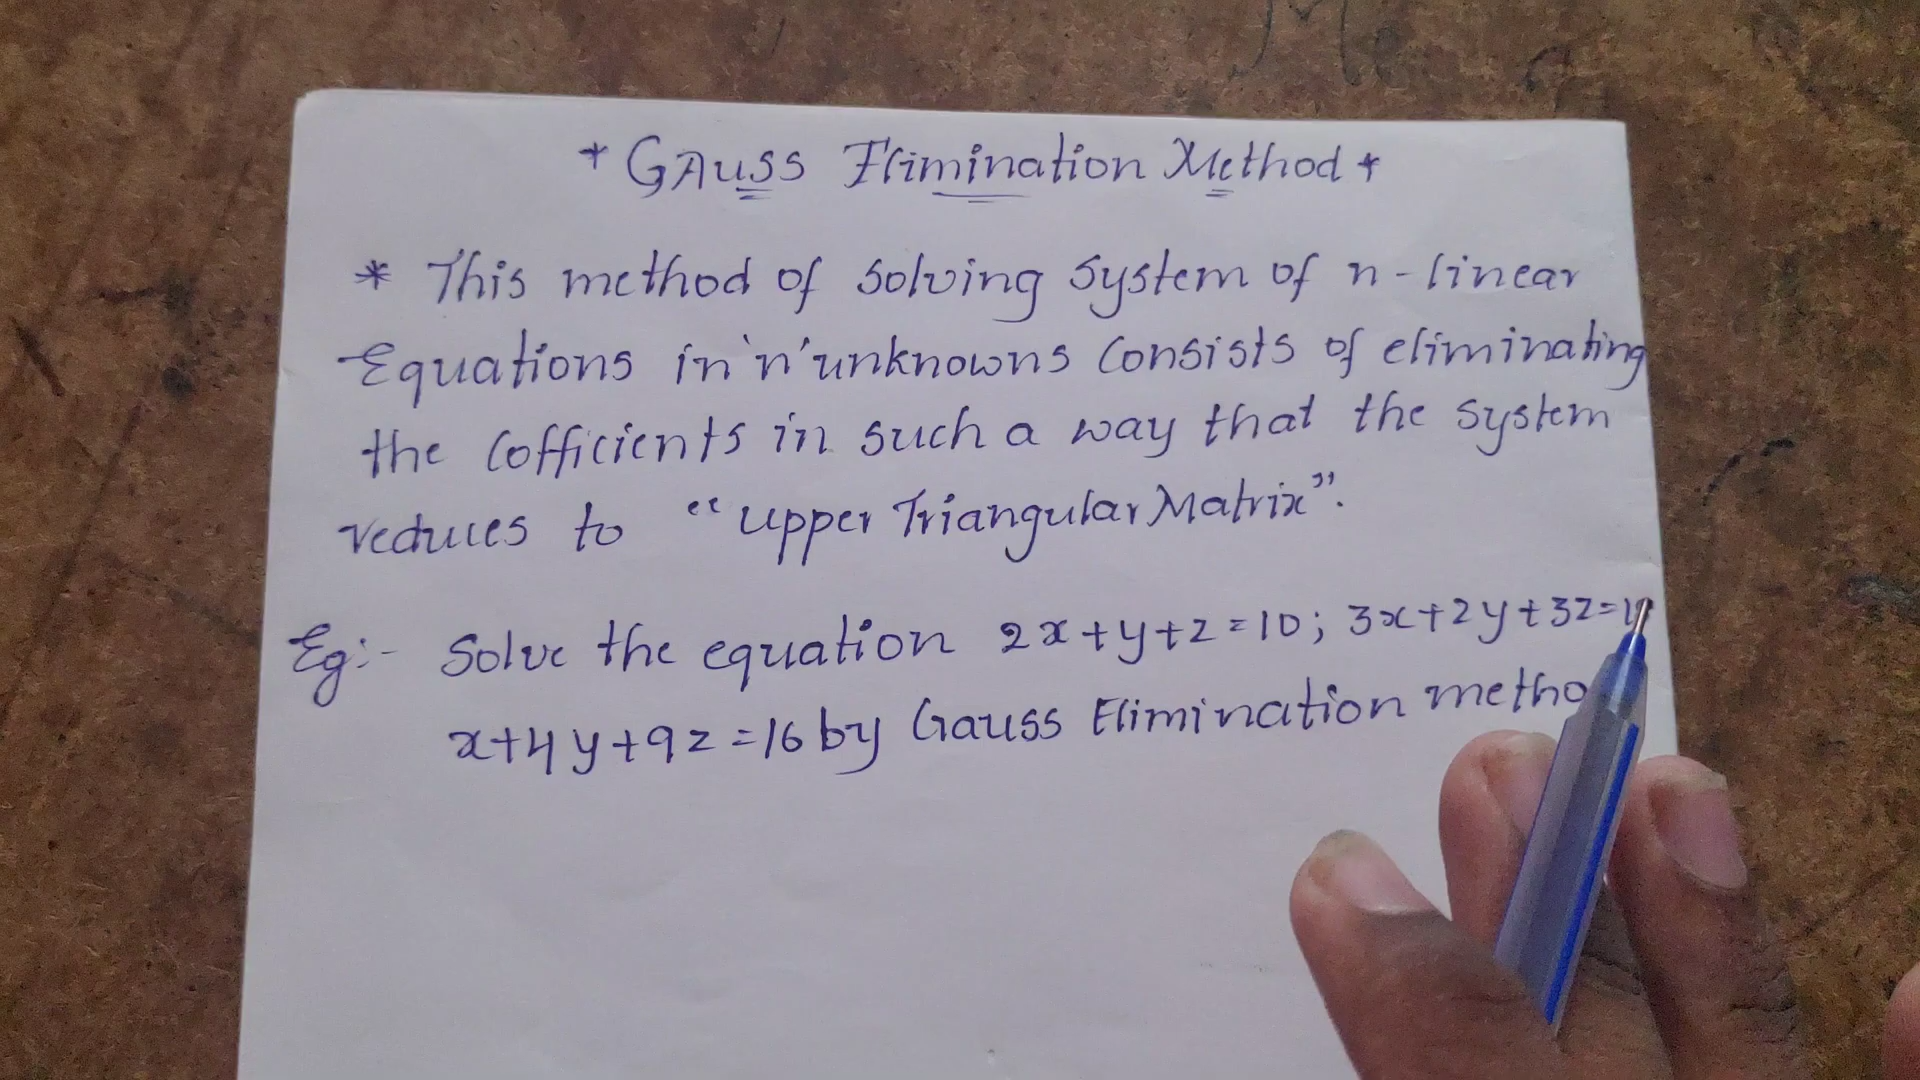 * GAUSS Elimination Method *
* This method of solving system of n-linear
Equations in 'n' unknowns consists of eliminating
the cofficients in such a way that the system
reduces to "Upper Triangular Matrix".
Eg:- Solve the equation 2x+y+z=10; 3x+2y+3z=
x+4y+9z=16 by Gauss Elimination